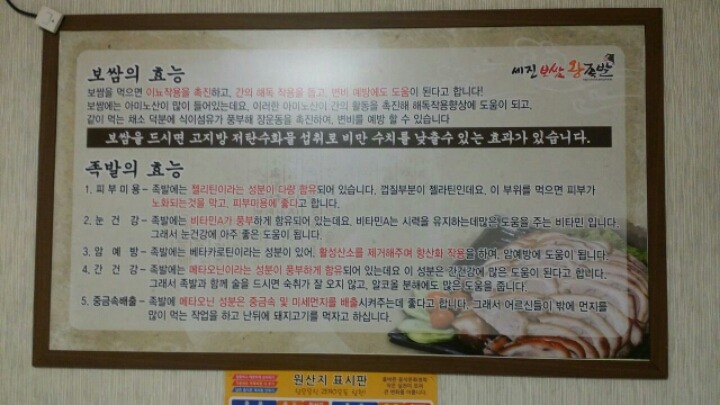 세진 보쌈 왕족발
보쌈의 효능
보쌈을 먹으면 이뇨작용을 촉진하고, 간의 해독 작용을 돕고, 변비 예방에도 도움이 된다고 합니다!
보쌈에는 아미노산이 많이 들어있는데요, 이러한 아미노산이 간의 활동을 촉진해 해독작용향상에 도움이 되고,
같이 먹는 채소 덕분에 식이섬유가 풍부해 장운동을 촉진하여, 변비를 예방 할 수 있습니다
보쌈을 드시면 고지방 저탄수화물 섭취로 비만 수치를 낮출수 있는 효과가 있습니다.
족발의 효능
1. 피 부 미 용 - 족발에는 젤리틴이라는 성분이 다량 함유되어 있습니다. 껍질부분이 젤라틴인데요, 이 부위를 먹으면 피부가
노화되는것을 막고, 피부미용에 좋다고 합니다.
2. 눈 건 강 - 족발에는 비타민A가 풍부하게 함유되어 있는데요, 비타민A는 시력을 유지하는데많은 도움을 주는 비타민 입니다.
그래서 눈건강에 아주 좋은 도움이 됩니다.
3. 암 예 방 - 족발에는 베타카로틴이라는 성분이 있어, 활성산소를 제거해주며 항산화 작용을 하여, 암예방에 도움이 됩니다.
4. 간 건 강 - 족발에는 메타오닌이라는 성분이 풍부하게 함유되어 있는데요 이 성분은 간건강에 많은 도움이 된다고 합히다.
그래서 족발과 함께 술을 드시면 숙취가 잘 오지 않고, 알코올 분해에도 많은 도움을 줍니다.
5. 중금속배출 - 족발에 메타오닌 성분은 중금속 및 미세먼지를 배출시켜주는데 좋다고 합니다. 그래서 어르신들이 밖에 먼지를
많이 먹는 작업을 하고 난뒤에 돼지고기를 먹자고 하십니다.
원산지 표시판